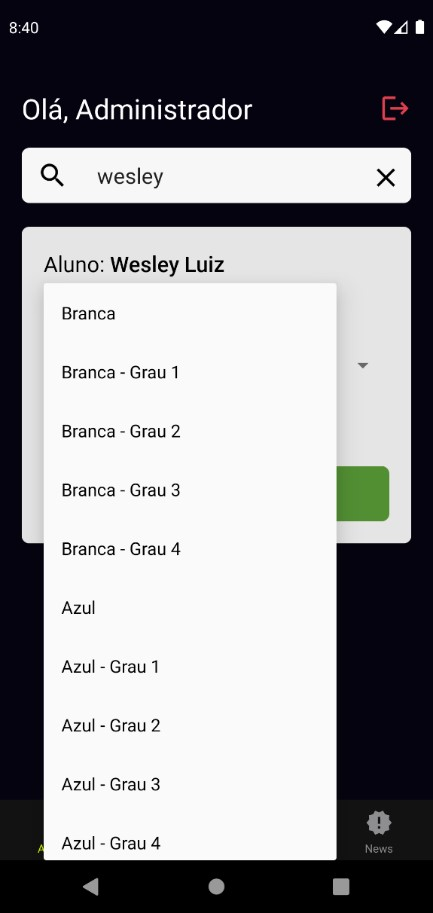 8:40
Olá, Administrador
wesley
Aluno: Wesley Luiz
Branca
Branca - Grau 1
Branca - Grau 2
Branca - Grau 3
Branca - Grau 4
Azul
Azul - Grau 1
Azul - Grau 2
Azul - Grau 3
Azul - Grau 4
News